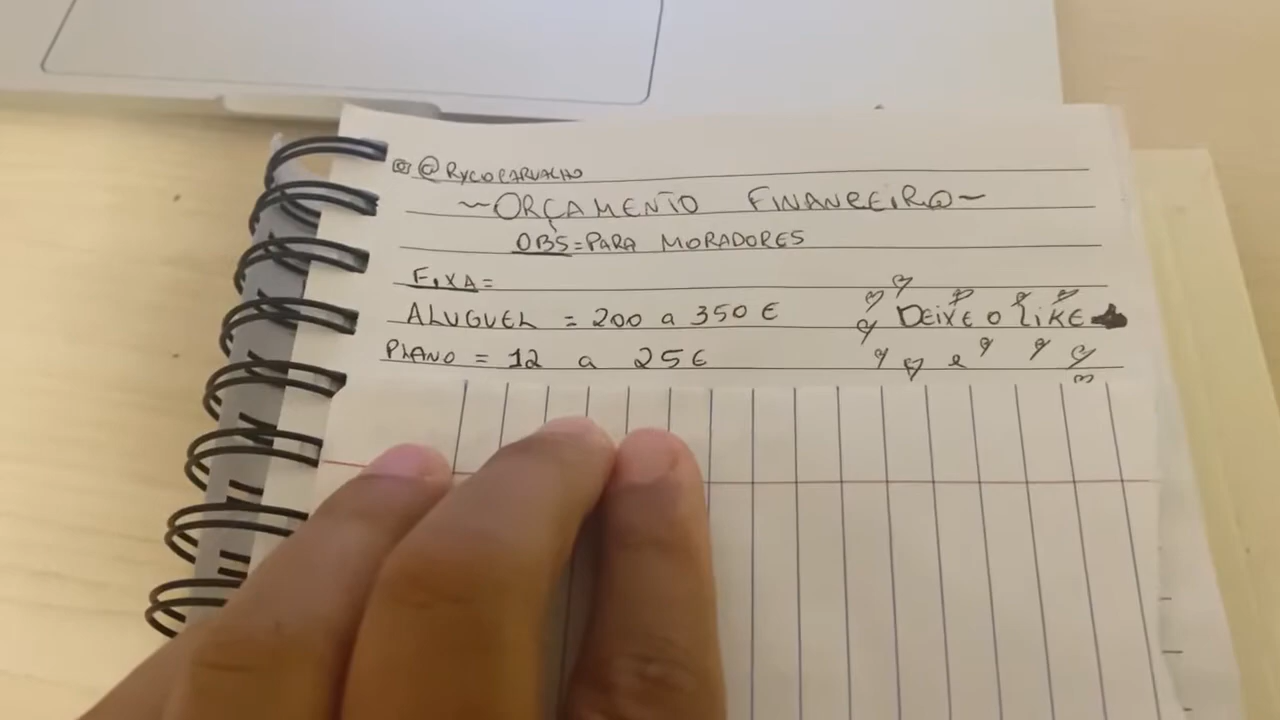 @RYCOCARVALHO
~ORÇAMENTO FINANCEIRO~
OBS=PARA MORADORES
FIXA=
ALUGUEL = 200 a 350 € DEIXE O LIKE
PLANO = 12 a 25€